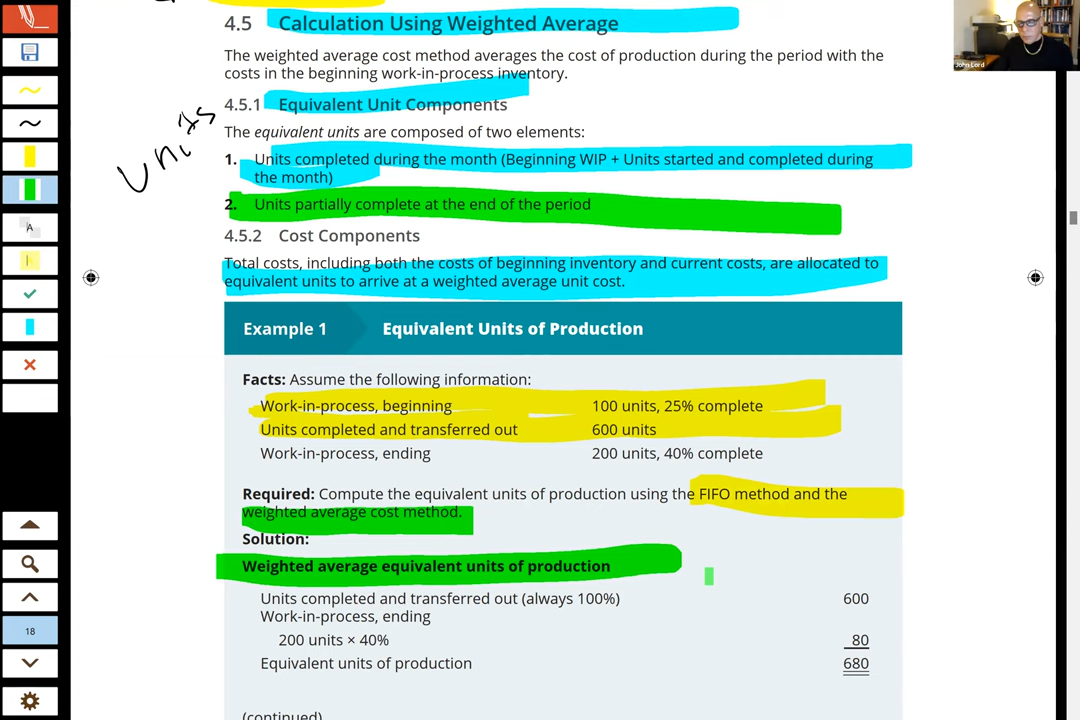 John Lord
4.5 Calculation Using Weighted Average
The weighted average cost method averages the cost of production during the period with the
costs in the beginning work-in-process inventory.
4.5.1 Equivalent Unit Components
Units
The equivalent units are composed of two elements:
1. Units completed during the month (Beginning WIP + Units started and completed during
the month)
2. Units partially complete at the end of the period
4.5.2 Cost Components
Total costs, including both the costs of beginning inventory and current costs, are allocated to
equivalent units to arrive at a weighted average unit cost.
Example 1 Equivalent Units of Production
Facts: Assume the following information:
Work-in-process, beginning 100 units, 25% complete
Units completed and transferred out 600 units
Work-in-process, ending 200 units, 40% complete
Required: Compute the equivalent units of production using the FIFO method and the
weighted average cost method.
Solution:
Weighted average equivalent units of production
Units completed and transferred out (always 100%) 600
Work-in-process, ending
200 units × 40% 80
Equivalent units of production 680
(continued)
A
18